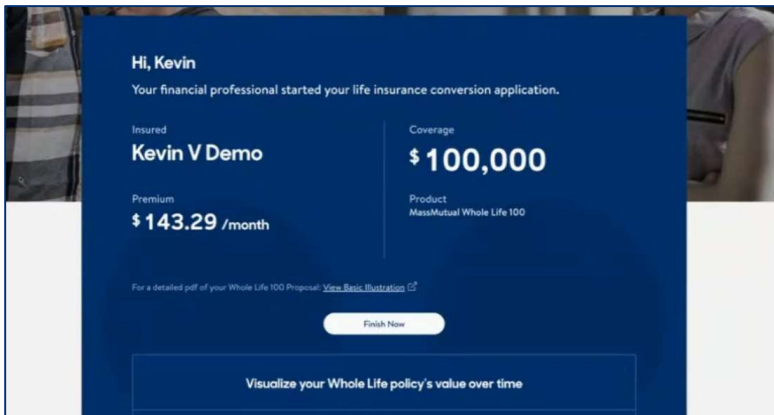 Hi, Kevin
Your financial professional started your life insurance conversion application.
Insured
Kevin V Demo
Coverage
$100,000
Premium
$143.29 /month
Product
MassMutual Whole Life 100
For a detailed pdf of your Whole Life 100 Proposal: View Basic Illustration
Finish Now
Visualize your Whole Life policy's value over time